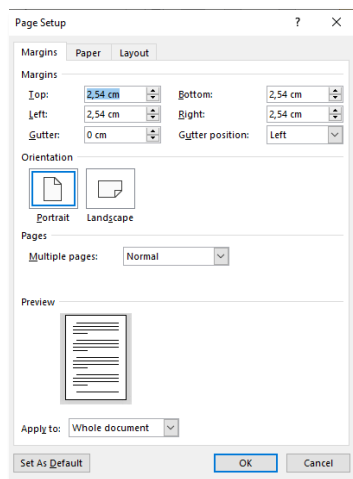 Page Setup ? ×
Margins Paper Layout
Margins
Top: 2,54 cm Bottom: 2,54 cm
Left: 2,54 cm Right: 2,54 cm
Gutter: 0 cm Gutter position: Left
Orientation
Portrait Landscape
Pages
Multiple pages: Normal
Preview
Apply to: Whole document
Set As Default OK Cancel